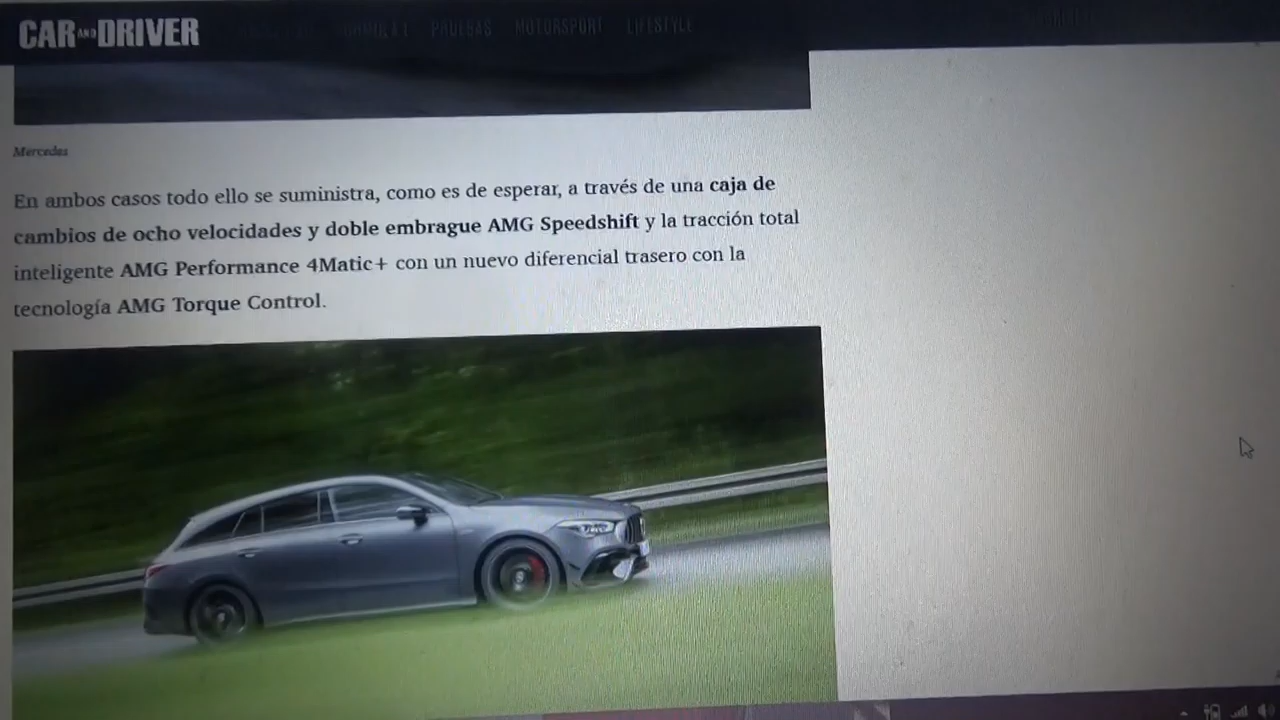 CAR AND DRIVER
FÓRMULA 1 PRUEBAS MOTORSPORT LIFESTYLE
Mercedes
En ambos casos todo ello se suministra, como es de esperar, a través de una caja de
cambios de ocho velocidades y doble embrague AMG Speedshift y la tracción total
inteligente AMG Performance 4Matic+ con un nuevo diferencial trasero con la
tecnología AMG Torque Control.